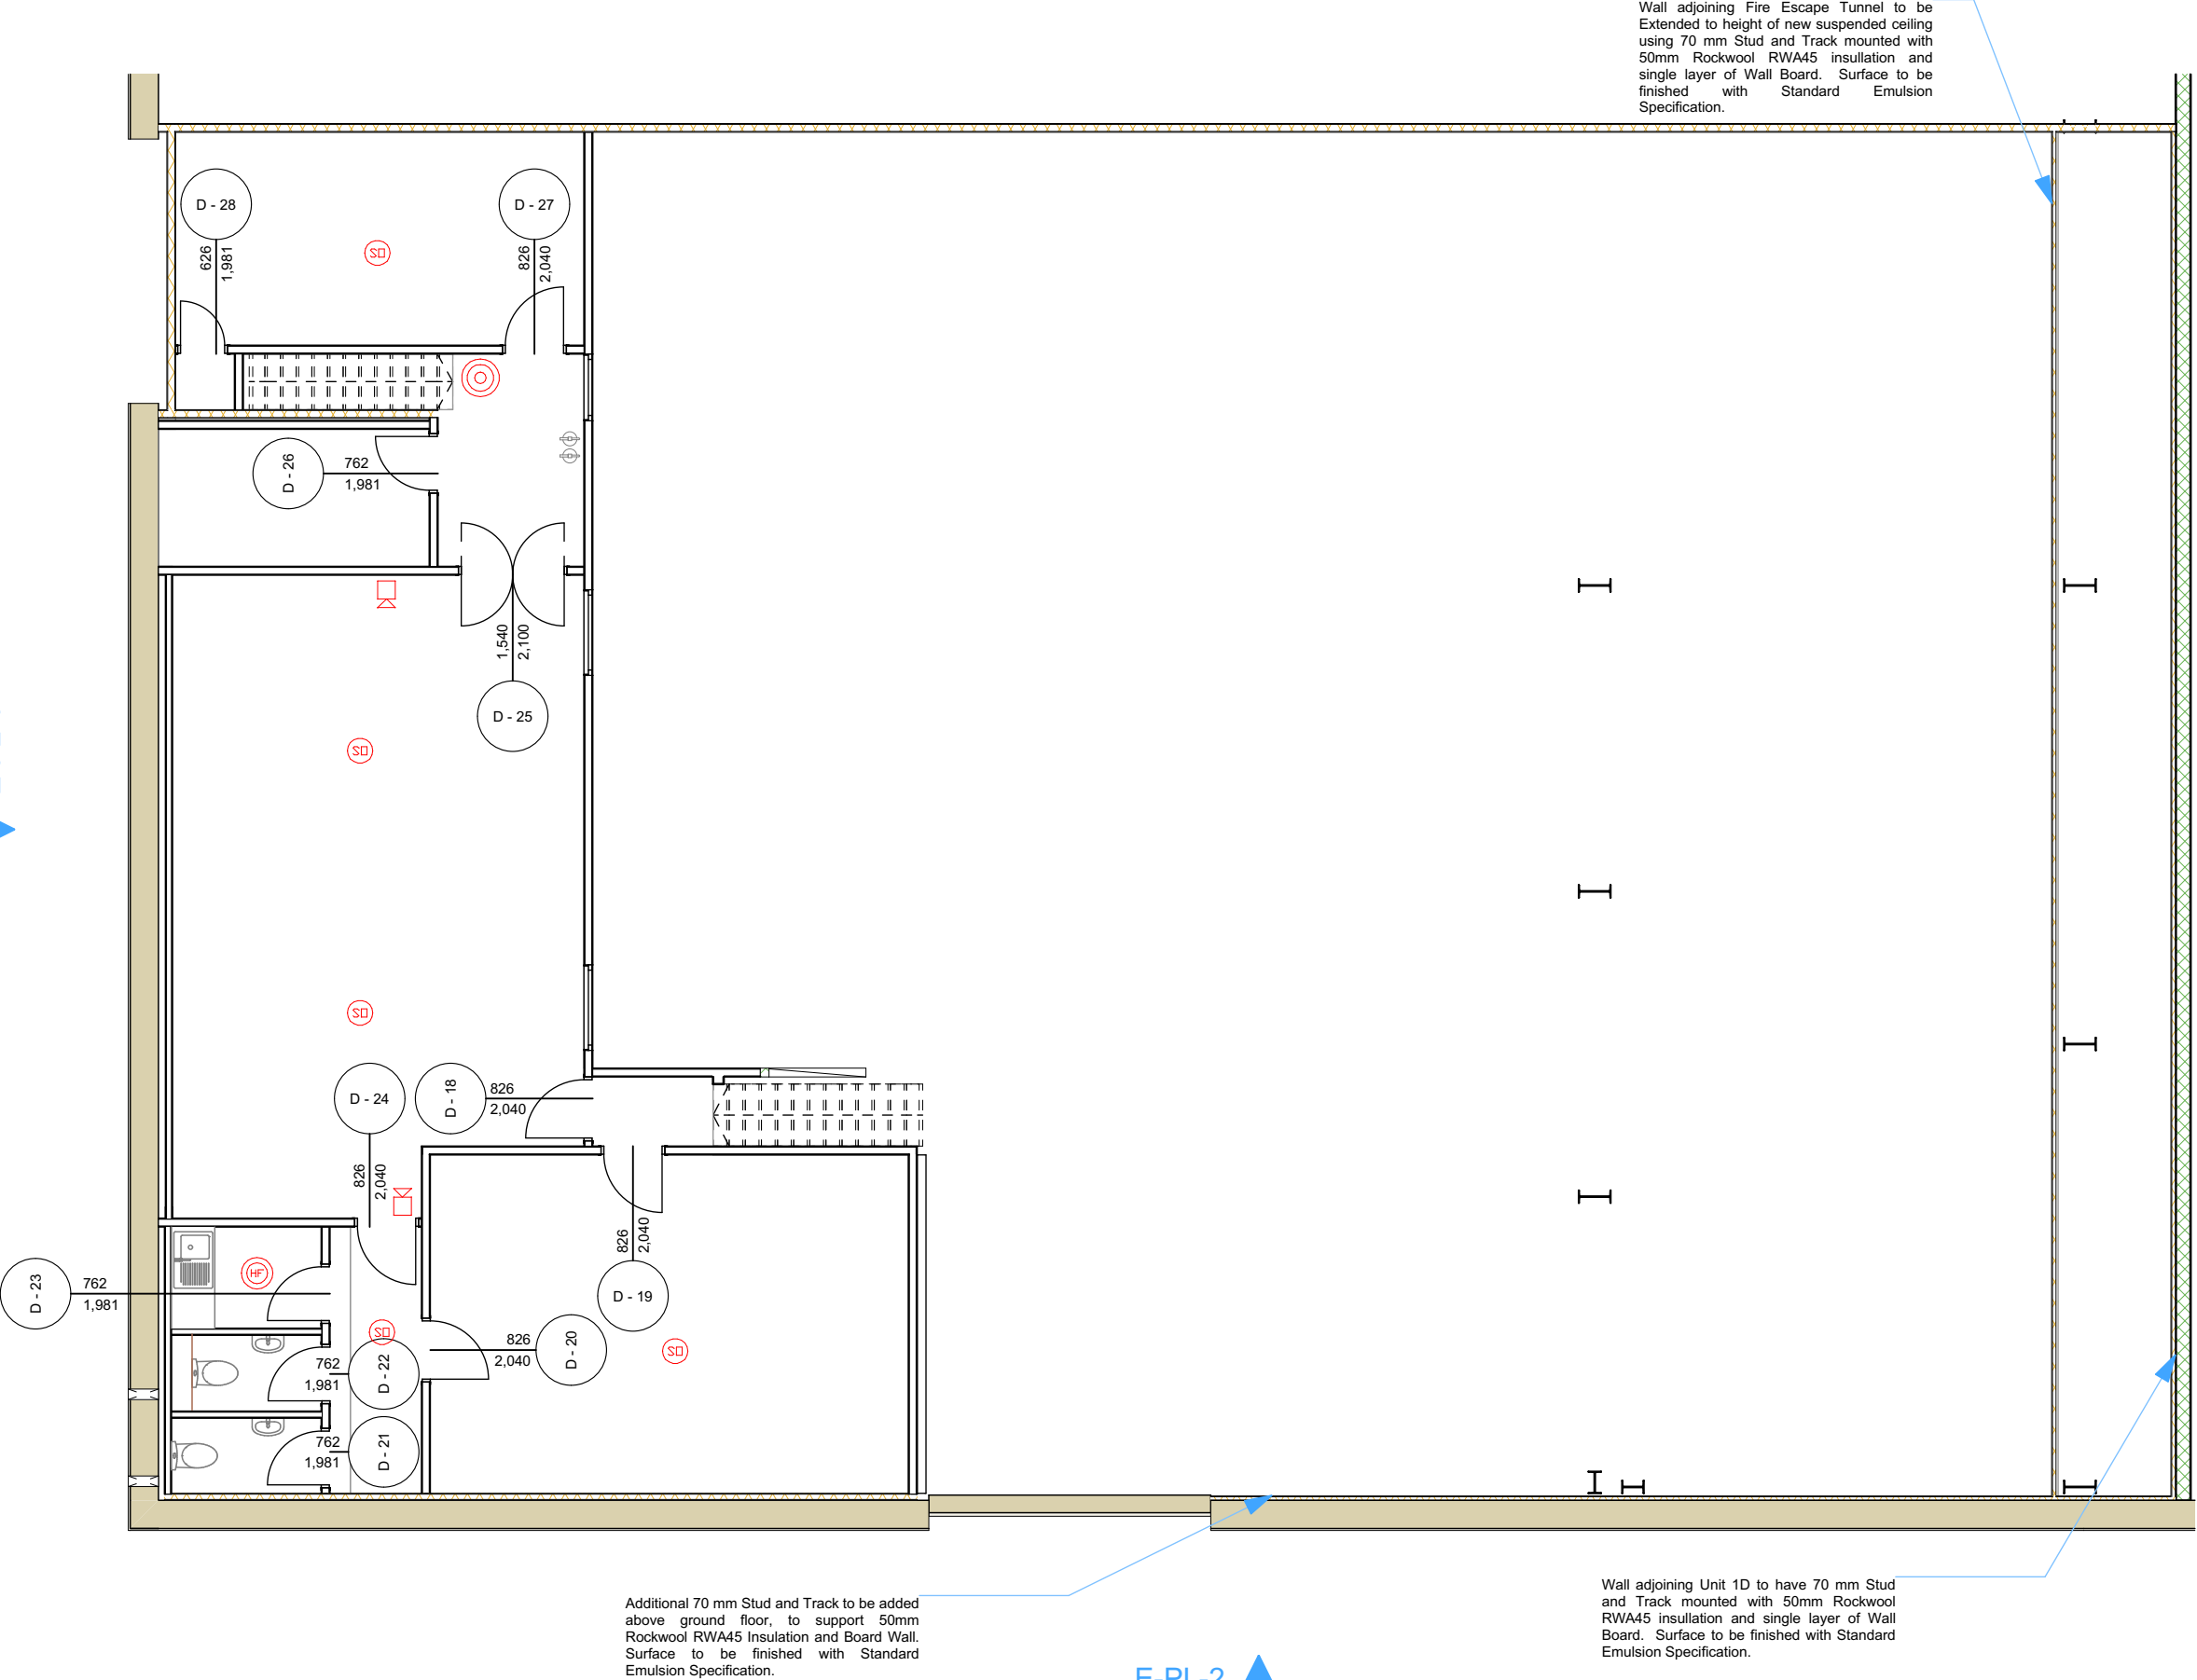 Wall adjoining Fire Escape Tunnel to be
Extended to height of new suspended ceiling
using 70 mm Stud and Track mounted with
50mm Rockwool RWA45 insullation and
single layer of Wall Board. Surface to be
finished with Standard Emulsion
Specification.
D - 28
626
1,981
D - 27
826
2,040
SD
D - 26
762
1,981
1,540
2,100
D - 25
SD
SD
D - 24
826
2,040
D - 18
826
2,040
826
2,040
D - 19
D - 23
762
1,981
HF
SD
D - 20
826
2,040
SD
D - 22
762
1,981
D - 21
762
1,981
Additional 70 mm Stud and Track to be added
above ground floor, to support 50mm
Rockwool RWA45 Insulation and Board Wall.
Surface to be finished with Standard
Emulsion Specification.
Wall adjoining Unit 1D to have 70 mm Stud
and Track mounted with 50mm Rockwool
RWA45 insullation and single layer of Wall
Board. Surface to be finished with Standard
Emulsion Specification.
E-PL-2